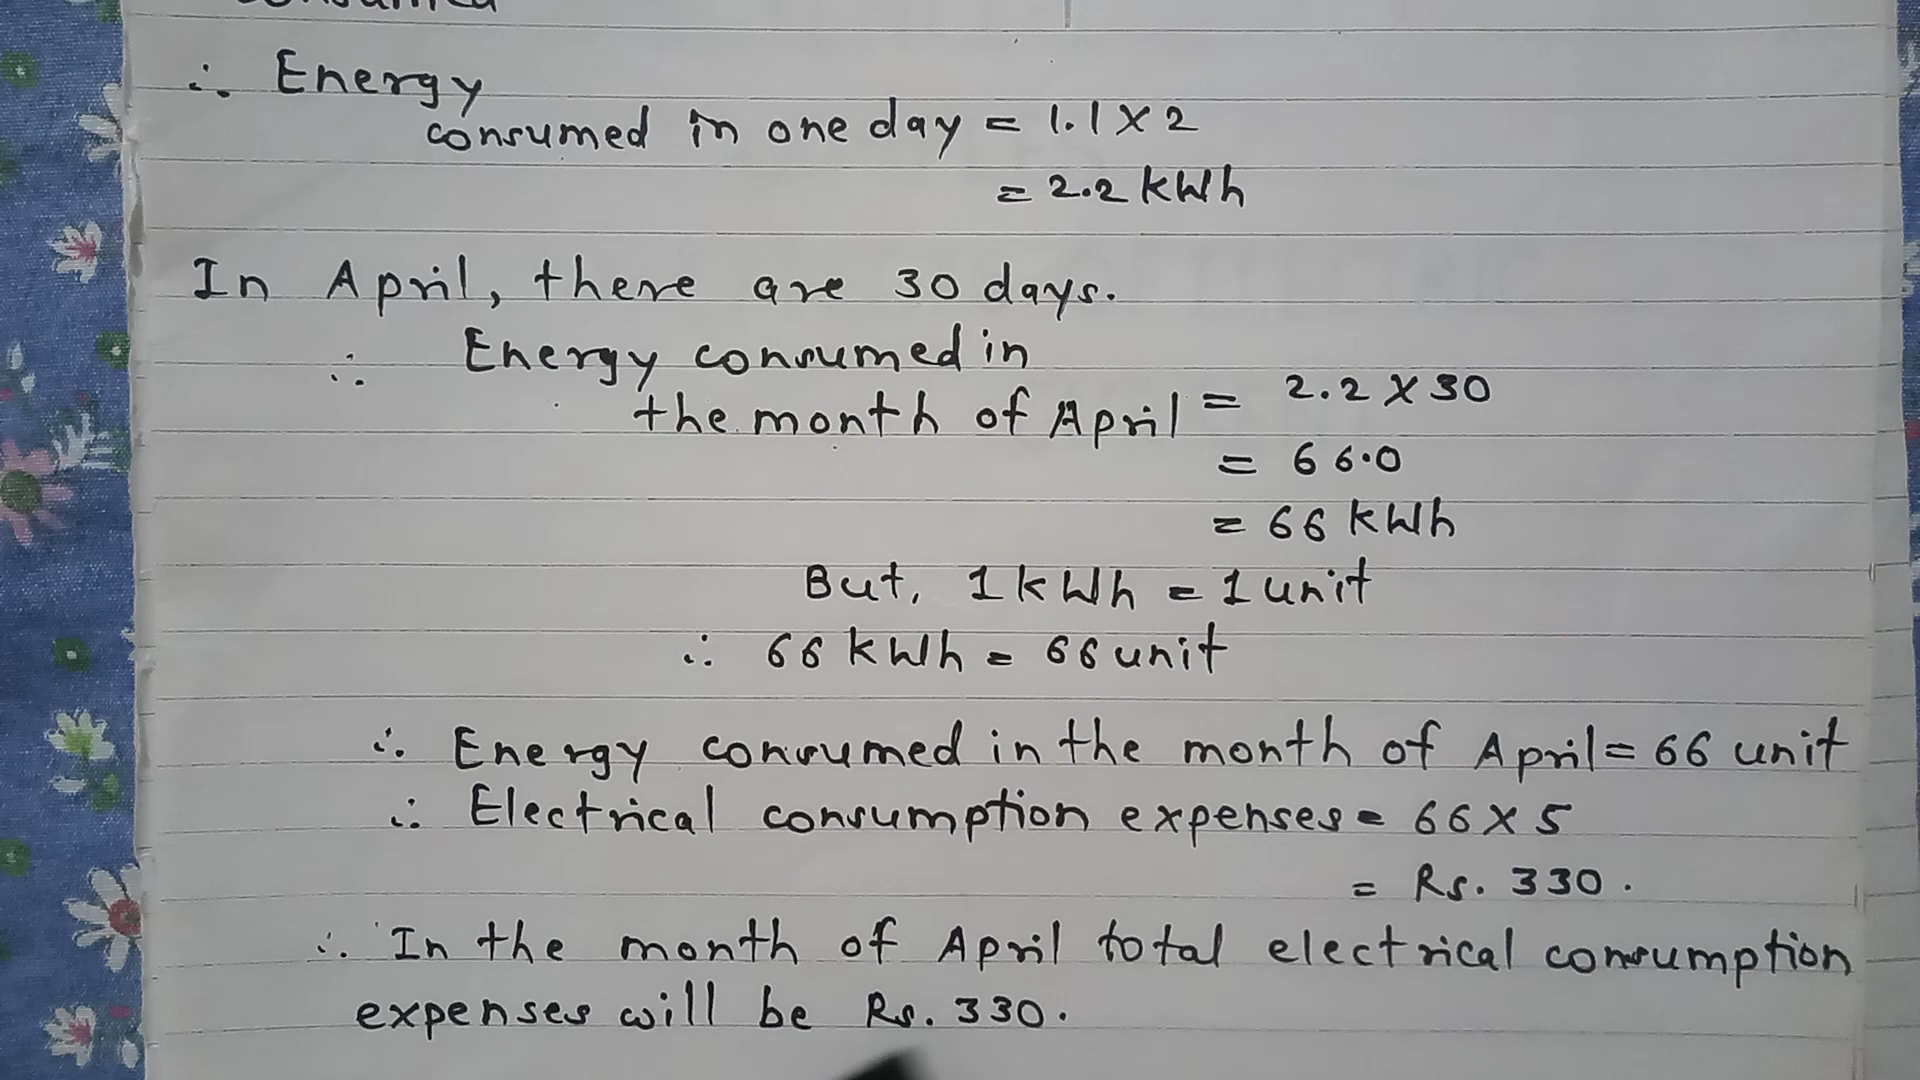 ∴ Energy
consumed in one day = 1.1 X 2
= 2.2 kWh
In April, there are 30 days.
∴ Energy consumed in
the month of April = 2.2 X 30
= 66.0
= 66 kWh
But, 1 kWh = 1 unit
∴ 66 kWh = 66 unit
∴ Energy consumed in the month of April = 66 unit
∴ Electrical consumption expenses = 66 X 5
= Rs. 330.
∴ In the month of April total electrical consumption
expenses will be Rs. 330.